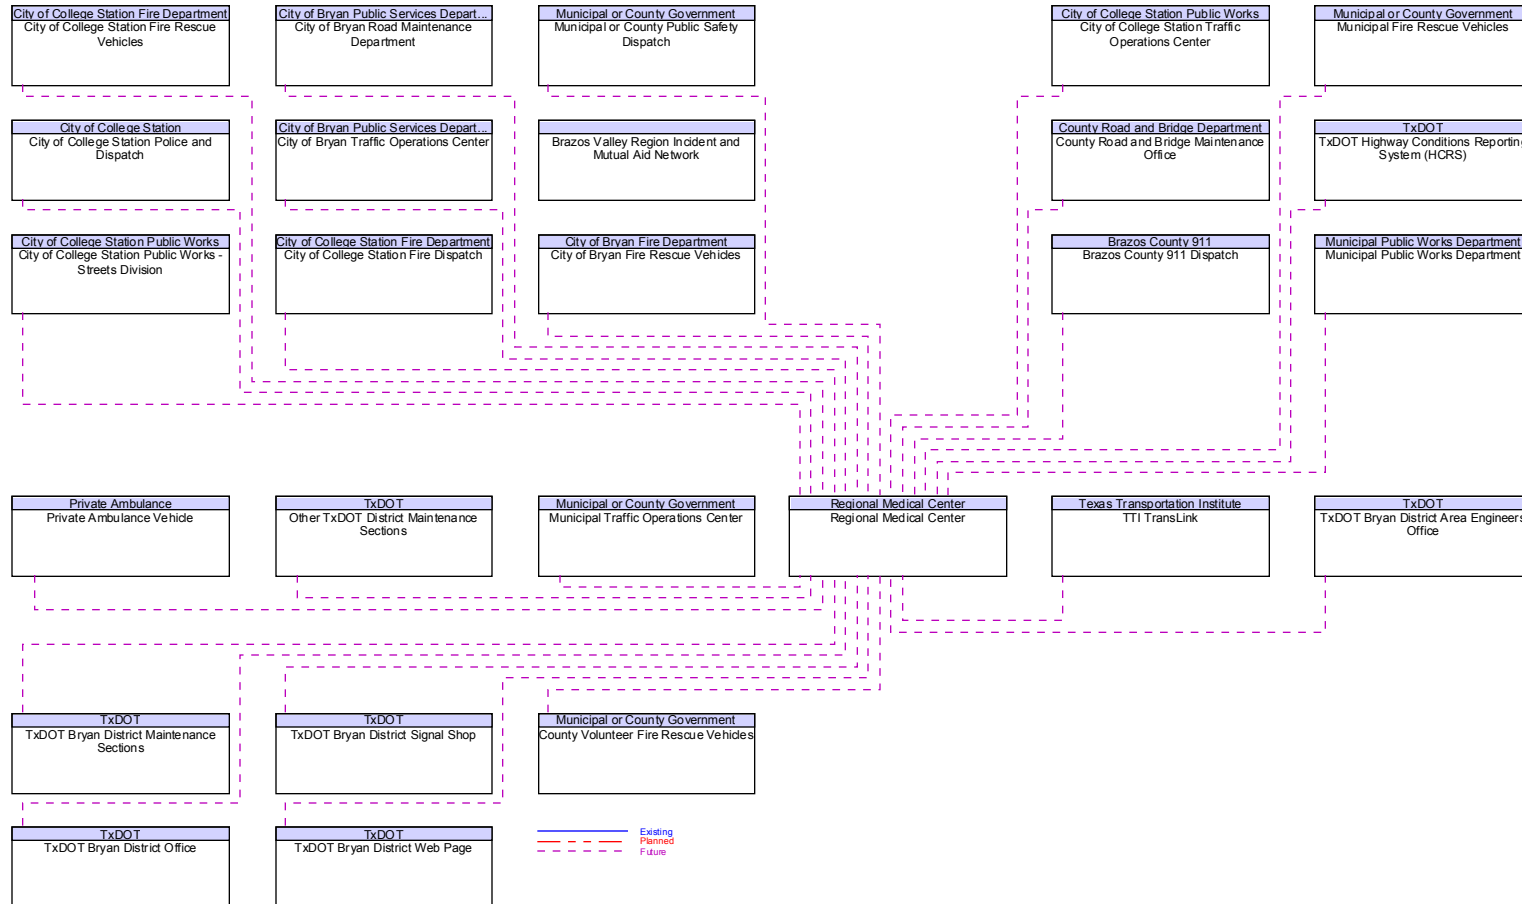 City of College Station Fire Department
City of College Station Fire Rescue
Vehicles
City of Bryan Public Services Depart...
City of Bryan Road Maintenance
Department
Municipal or County Government
Municipal or County Public Safety
Dispatch
City of College Station Public Works
City of College Station Traffic
Operations Center
Municipal or County Government
Municipal Fire Rescue Vehicles
City of College Station
City of College Station Police and
Dispatch
City of Bryan Public Services Depart...
City of Bryan Traffic Operations Center
Brazos Valley Region Incident and
Mutual Aid Network
County Road and Bridge Department
County Road and Bridge Maintenance
Office
TxDOT
TxDOT Highway Conditions Reporting
System (HCRS)
City of College Station Public Works
City of College Station Public Works -
Streets Division
City of College Station Fire Department
City of College Station Fire Dispatch
City of Bryan Fire Department
City of Bryan Fire Rescue Vehicles
Brazos County 911
Brazos County 911 Dispatch
Municipal Public Works Department
Municipal Public Works Department
Private Ambulance
Private Ambulance Vehicle
TxDOT
Other TxDOT District Maintenance
Sections
Municipal or County Government
Municipal Traffic Operations Center
Regional Medical Center
Regional Medical Center
Texas Transportation Institute
TTI TransLink
TxDOT
TxDOT Bryan District Area Engineers
Office
TxDOT
TxDOT Bryan District Maintenance
Sections
TxDOT
TxDOT Bryan District Signal Shop
Municipal or County Government
County Volunteer Fire Rescue Vehicles
TxDOT
TxDOT Bryan District Office
TxDOT
TxDOT Bryan District Web Page
Existing
Planned
Future